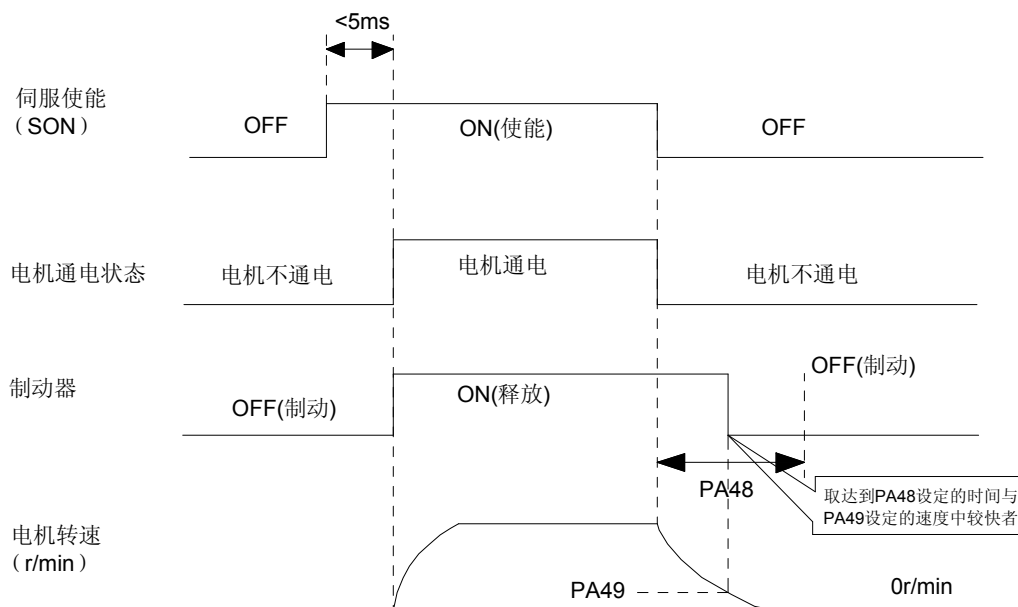 <5ms
伺服使能
（SON）
OFF
ON(使能)
OFF
电机通电状态
电机不通电
电机通电
电机不通电
制动器
OFF(制动)
ON(释放)
OFF(制动)
PA48
取达到PA48设定的时间与
PA49设定的速度中较快者
电机转速
（r/min）
PA49
0r/min